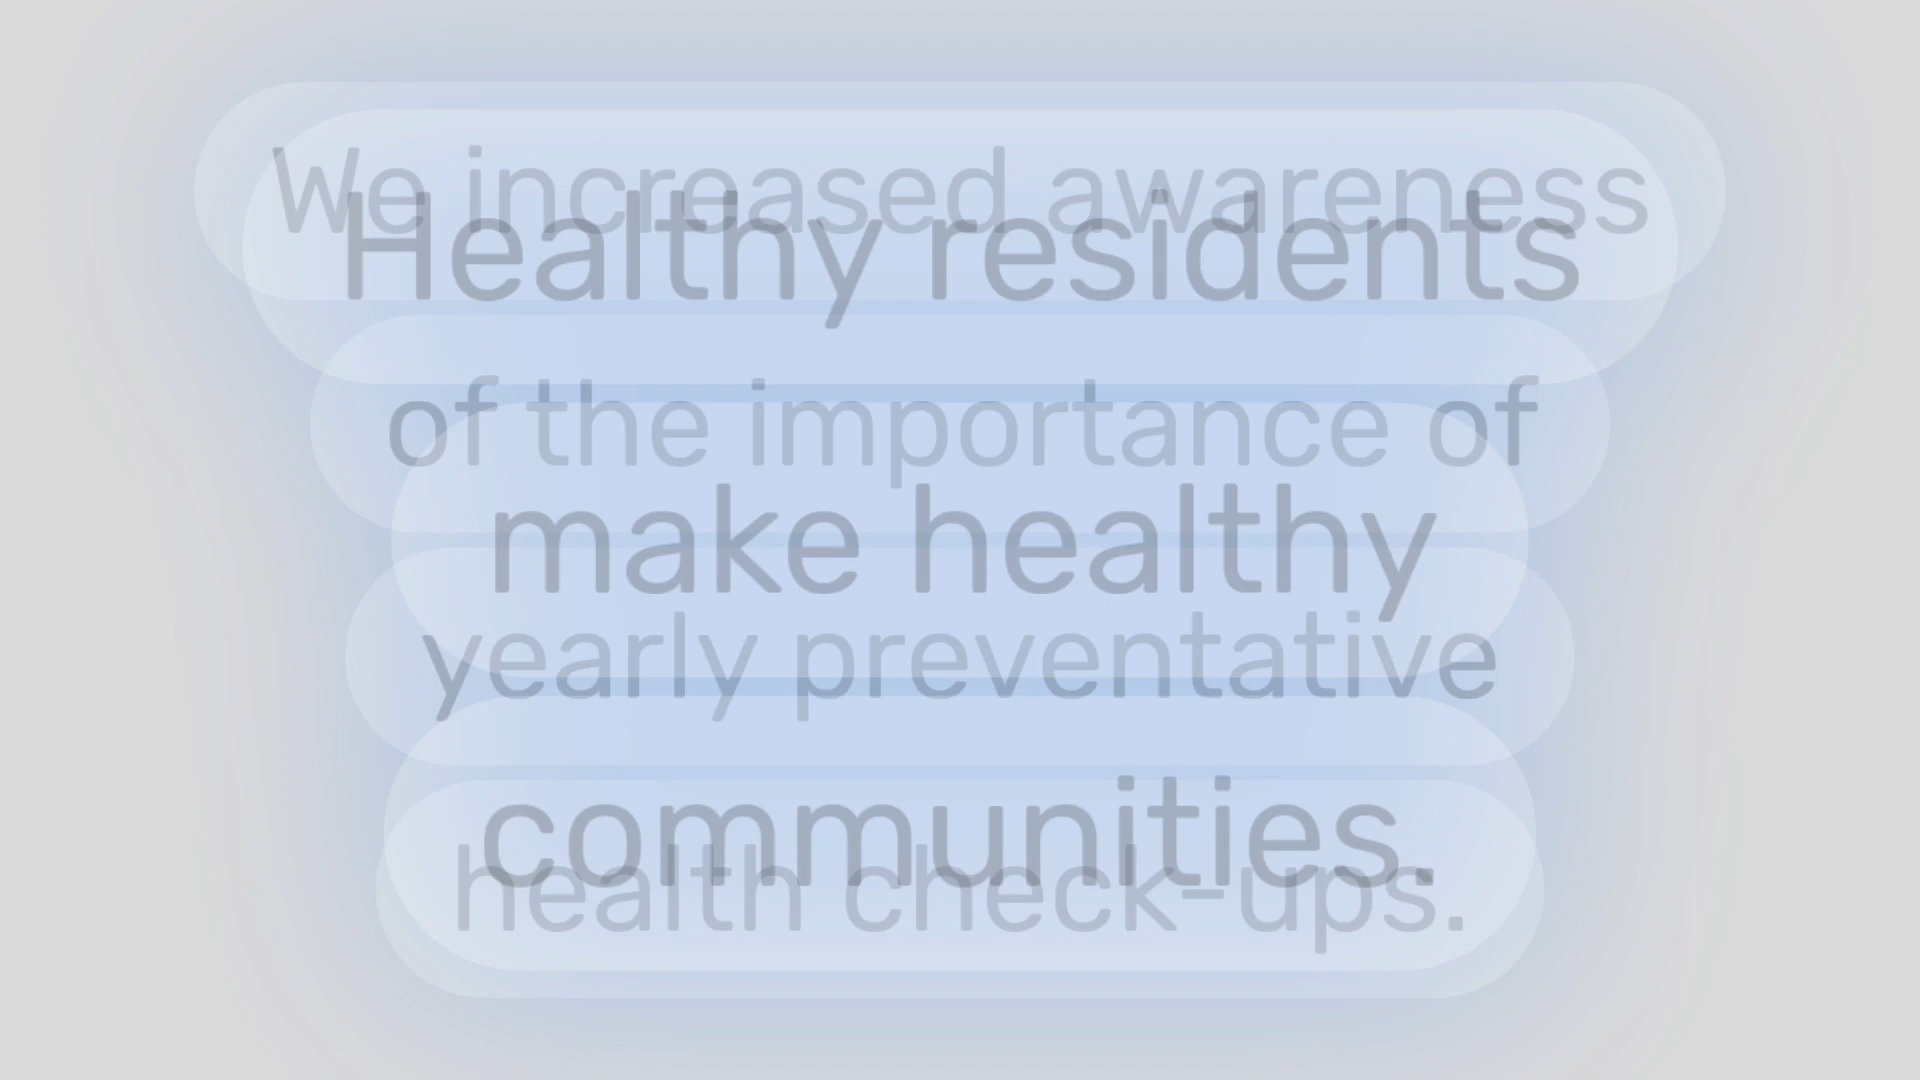 We increased awareness
of the importance of
yearly preventative
health check-ups.
Healthy residents
make healthy
communities.